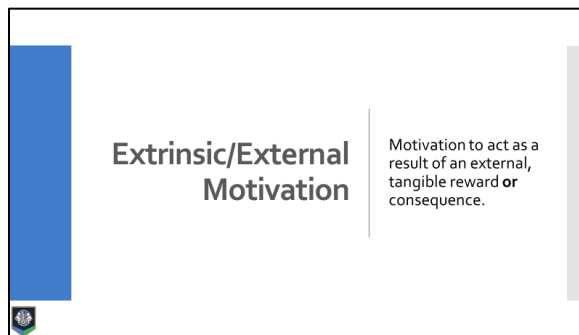 Extrinsic/External
Motivation
Motivation to act as a
result of an external,
tangible reward or
consequence.